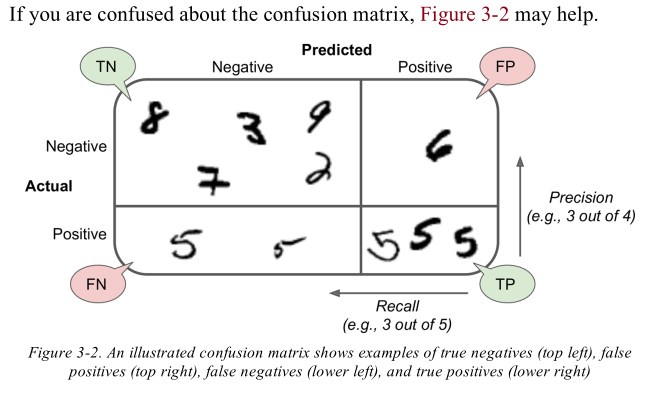 If you are confused about the confusion matrix, Figure 3-2 may help.
Predicted
TN
Negative
Positive
FP
8 3 9
Negative
6
7 2
Actual
Precision
(e.g., 3 out of 4)
Positive
5 5
5 5 5
FN
TP
Recall
(e.g., 3 out of 5)
Figure 3-2. An illustrated confusion matrix shows examples of true negatives (top left), false
positives (top right), false negatives (lower left), and true positives (lower right)